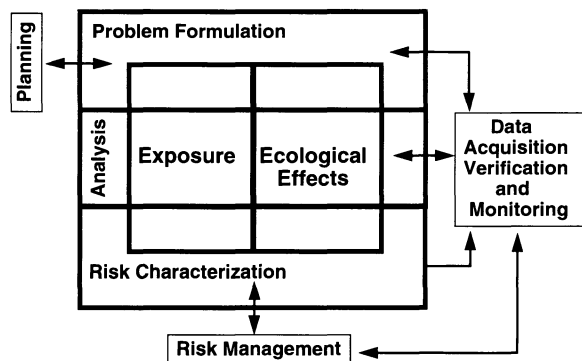 Problem Formulation
Planning
Analysis
Exposure
Ecological
Effects
Data
Acquisition
Verification
and
Monitoring
Risk Characterization
Risk Management